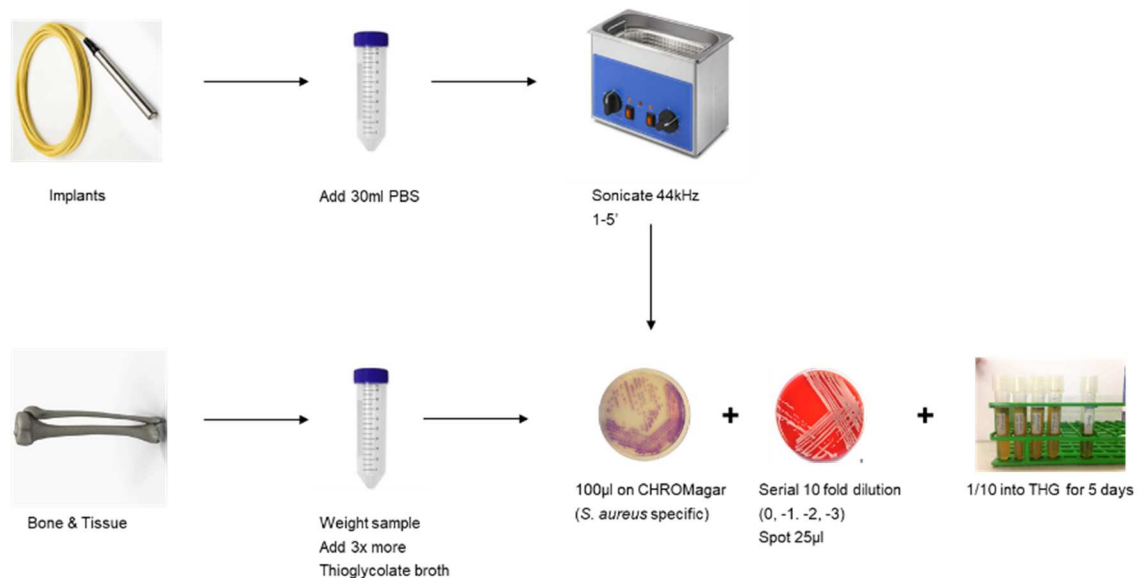 Implants
Add 30ml PBS
Sonicate 44kHz
1-5'
Bone & Tissue
Weight sample
Add 3x more
Thioglycolate broth
100µl on CHROMagar
(S. aureus specific)
+
Serial 10 fold dilution
(0, -1. -2, -3)
Spot 25µl
+
1/10 into THG for 5 days